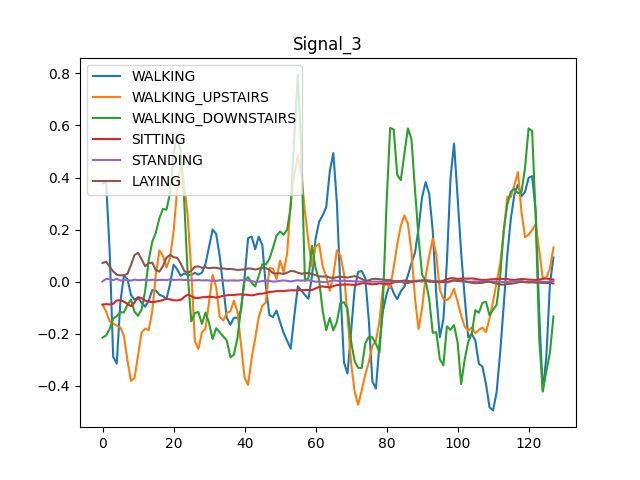 Signal_3
WALKING
WALKING_UPSTAIRS
WALKING_DOWNSTAIRS
SITTING
STANDING
LAYING
0.8
0.6
0.4
0.2
0.0
−0.2
−0.4
0 20 40 60 80 100 120